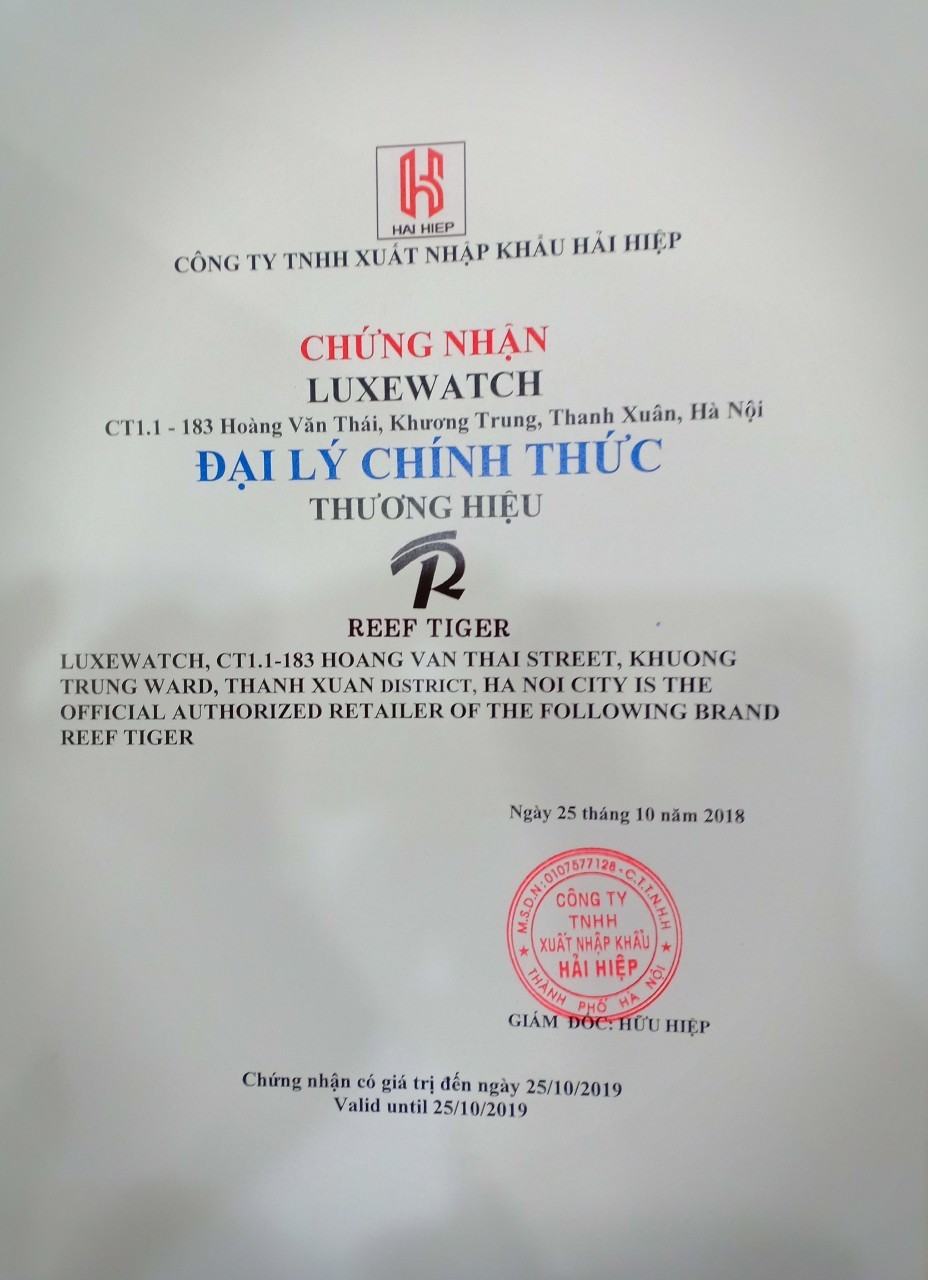 HAI HIEP
CÔNG TY TNHH XUẤT NHẬP KHẨU HẢI HIỆP
CHỨNG NHẬN
LUXEWATCH
CT1.1 - 183 Hoàng Văn Thái, Khương Trung, Thanh Xuân, Hà Nội
ĐẠI LÝ CHÍNH THỨC
THƯƠNG HIỆU
R
REEF TIGER
LUXEWATCH, CT1.1-183 HOANG VAN THAI STREET, KHUONG
TRUNG WARD, THANH XUAN DISTRICT, HA NOI CITY IS THE
OFFICIAL AUTHORIZED RETAILER OF THE FOLLOWING BRAND
REEF TIGER
Ngày 25 tháng 10 năm 2018
M.S.D.N: 0107577128 - C.T.T.N.H.H
CÔNG TY
TNHH
XUẤT NHẬP KHẨU
HẢI HIỆP
THÀNH PHỐ HÀ NỘI
GIÁM ĐỐC: HỮU HIỆP
Chứng nhận có giá trị đến ngày 25/10/2019
Valid until 25/10/2019